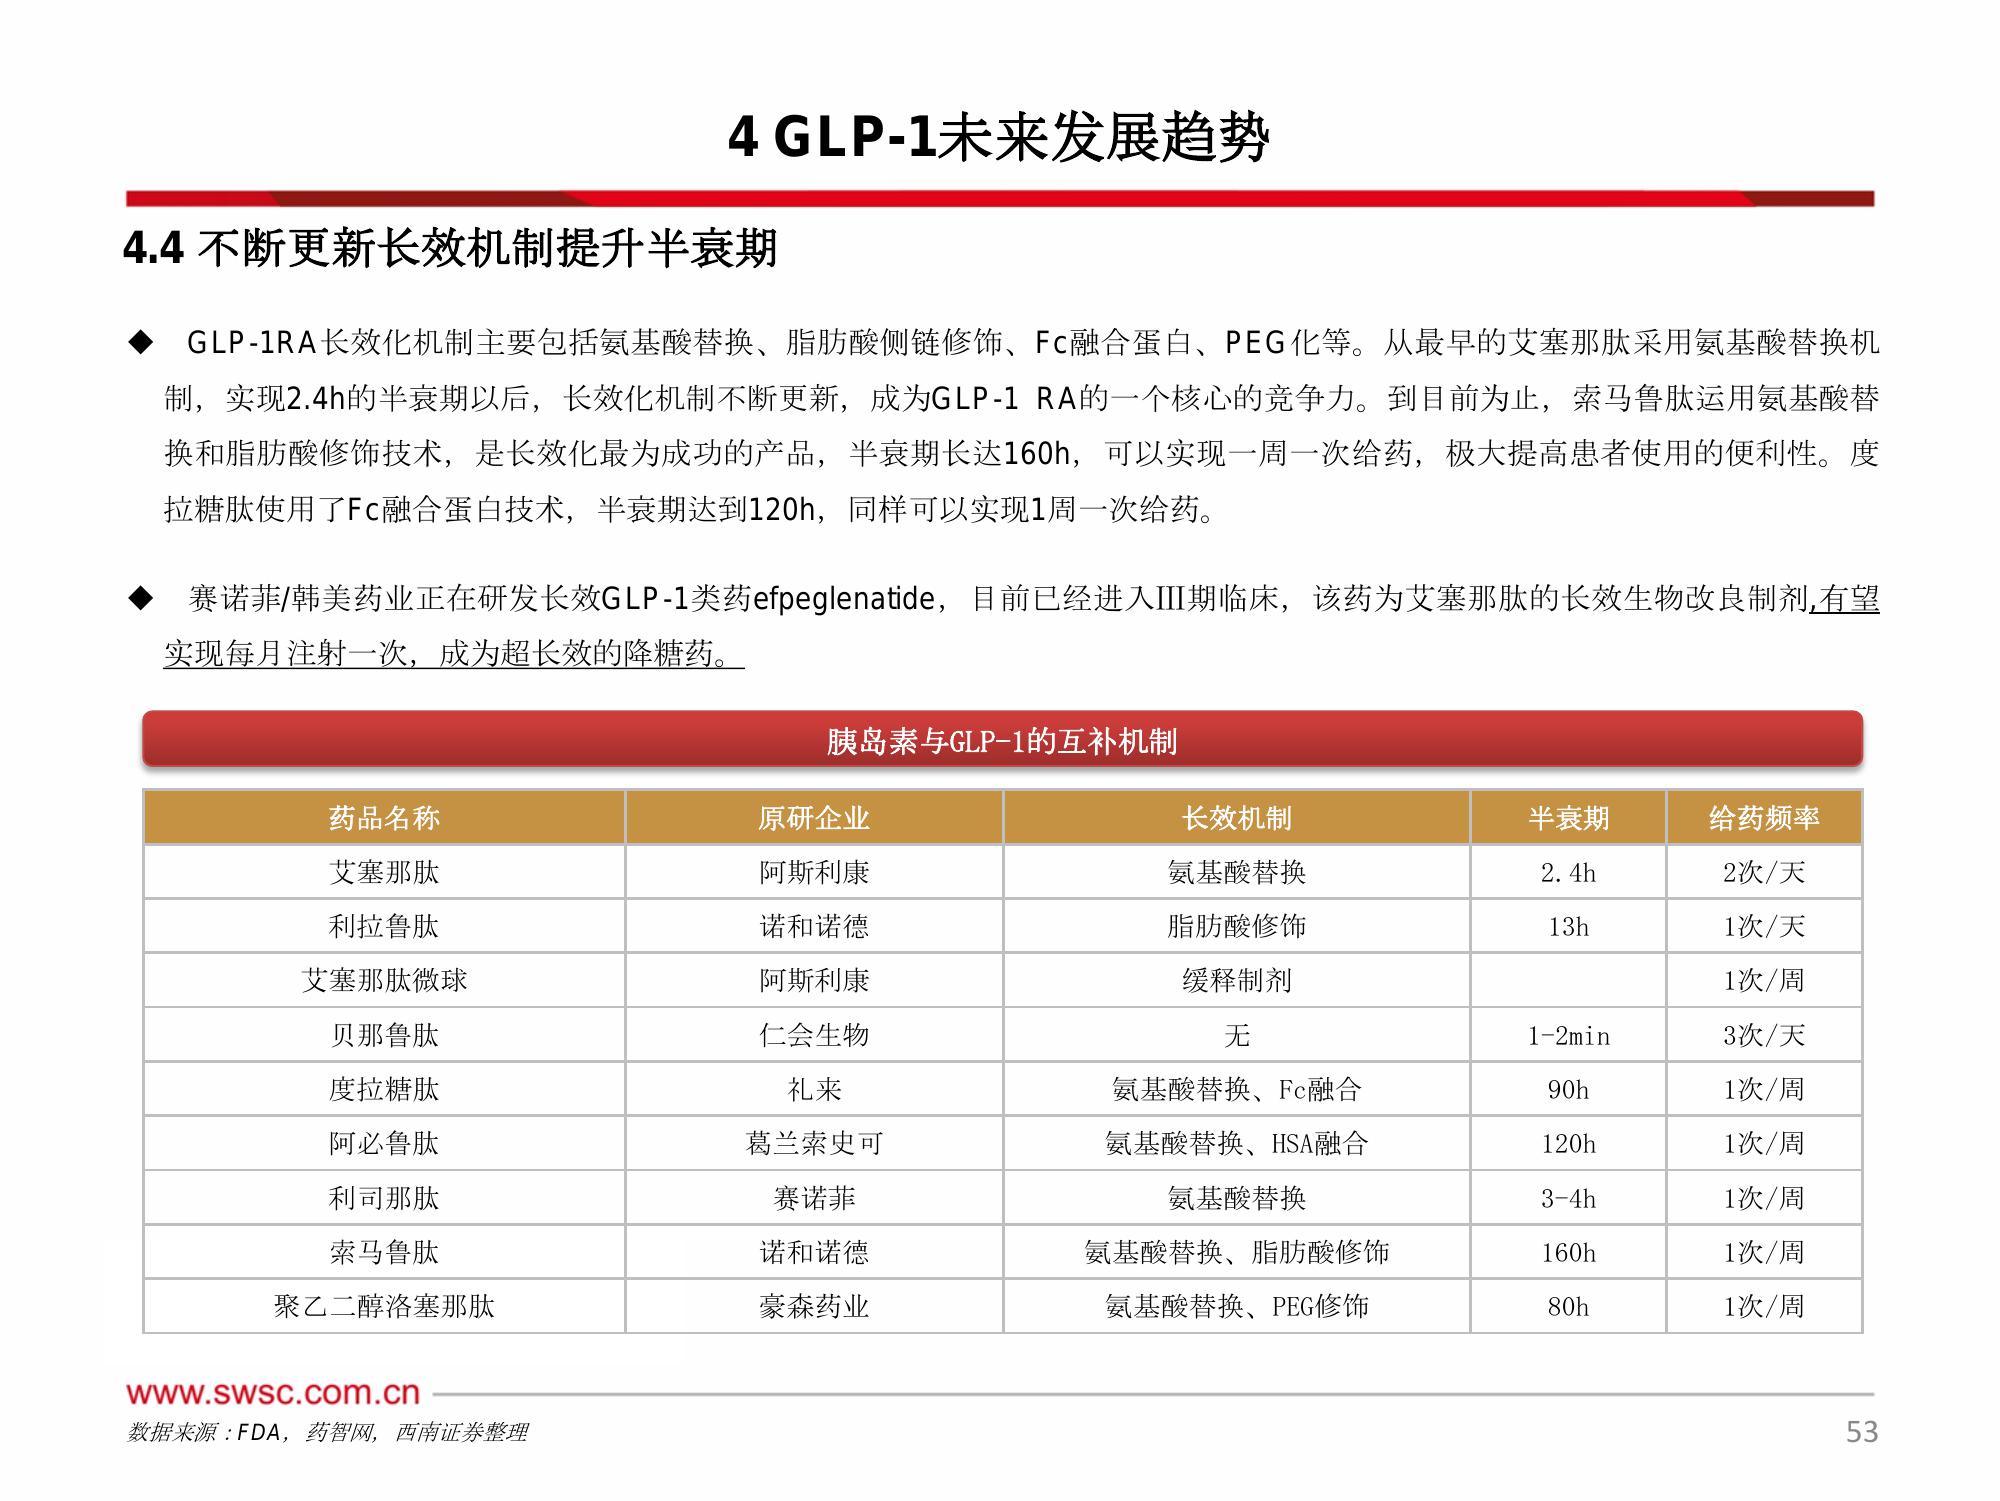 4 GLP-1未来发展趋势
4.4 不断更新长效机制提升半衰期
◆ GLP-1RA长效化机制主要包括氨基酸替换、脂肪酸侧链修饰、Fc融合蛋白、PEG化等。从最早的艾塞那肽采用氨基酸替换机
制，实现2.4h的半衰期以后，长效化机制不断更新，成为GLP-1 RA的一个核心的竞争力。到目前为止，索马鲁肽运用氨基酸替
换和脂肪酸修饰技术，是长效化最为成功的产品，半衰期长达160h，可以实现一周一次给药，极大提高患者使用的便利性。度
拉糖肽使用了Fc融合蛋白技术，半衰期达到120h，同样可以实现1周一次给药。
◆ 赛诺菲/韩美药业正在研发长效GLP-1类药efpeglenatide，目前已经进入III期临床，该药为艾塞那肽的长效生物改良制剂,有望
实现每月注射一次，成为超长效的降糖药。
胰岛素与GLP-1的互补机制
药品名称 原研企业 长效机制 半衰期 给药频率
艾塞那肽 阿斯利康 氨基酸替换 2.4h 2次/天
利拉鲁肽 诺和诺德 脂肪酸修饰 13h 1次/天
艾塞那肽微球 阿斯利康 缓释制剂 1次/周
贝那鲁肽 仁会生物 无 1-2min 3次/天
度拉糖肽 礼来 氨基酸替换、Fc融合 90h 1次/周
阿必鲁肽 葛兰索史可 氨基酸替换、HSA融合 120h 1次/周
利司那肽 赛诺菲 氨基酸替换 3-4h 1次/周
索马鲁肽 诺和诺德 氨基酸替换、脂肪酸修饰 160h 1次/周
聚乙二醇洛塞那肽 豪森药业 氨基酸替换、PEG修饰 80h 1次/周
www.swsc.com.cn
数据来源：FDA，药智网，西南证券整理
53